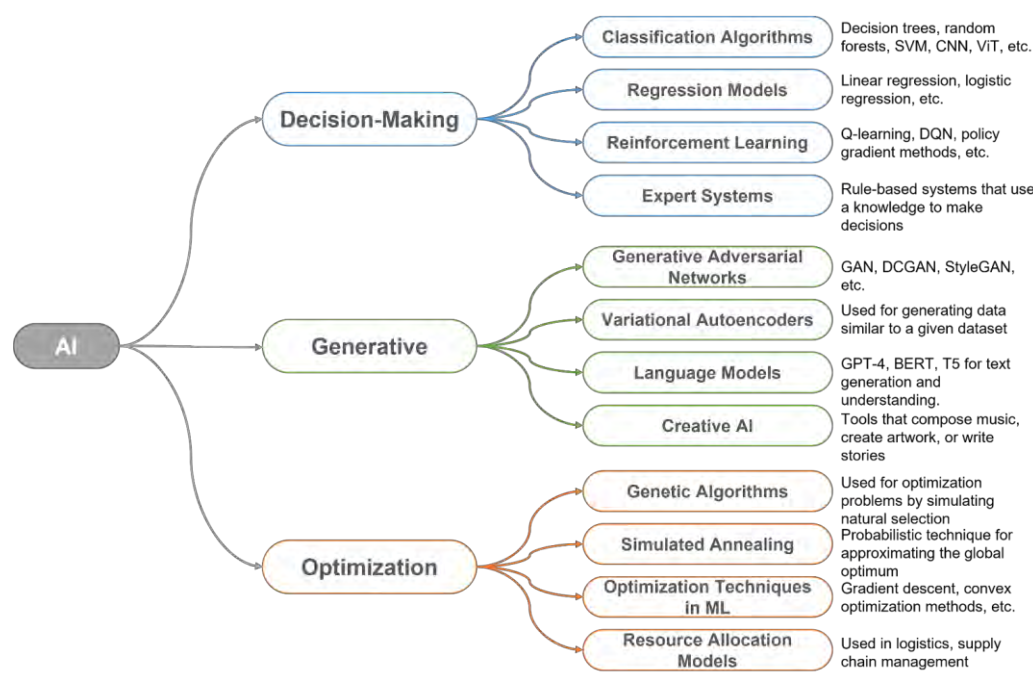 AI
Decision-Making
Classification Algorithms
Decision trees, random
forests, SVM, CNN, ViT, etc.
Regression Models
Linear regression, logistic
regression, etc.
Reinforcement Learning
Q-learning, DQN, policy
gradient methods, etc.
Expert Systems
Rule-based systems that use
a knowledge to make
decisions
Generative
Generative Adversarial
Networks
GAN, DCGAN, StyleGAN,
etc.
Variational Autoencoders
Used for generating data
similar to a given dataset
Language Models
GPT-4, BERT, T5 for text
generation and
understanding.
Creative AI
Tools that compose music,
create artwork, or write
stories
Optimization
Genetic Algorithms
Used for optimization
problems by simulating
natural selection
Simulated Annealing
Probabilistic technique for
approximating the global
optimum
Optimization Techniques
in ML
Gradient descent, convex
optimization methods, etc.
Resource Allocation
Models
Used in logistics, supply
chain management